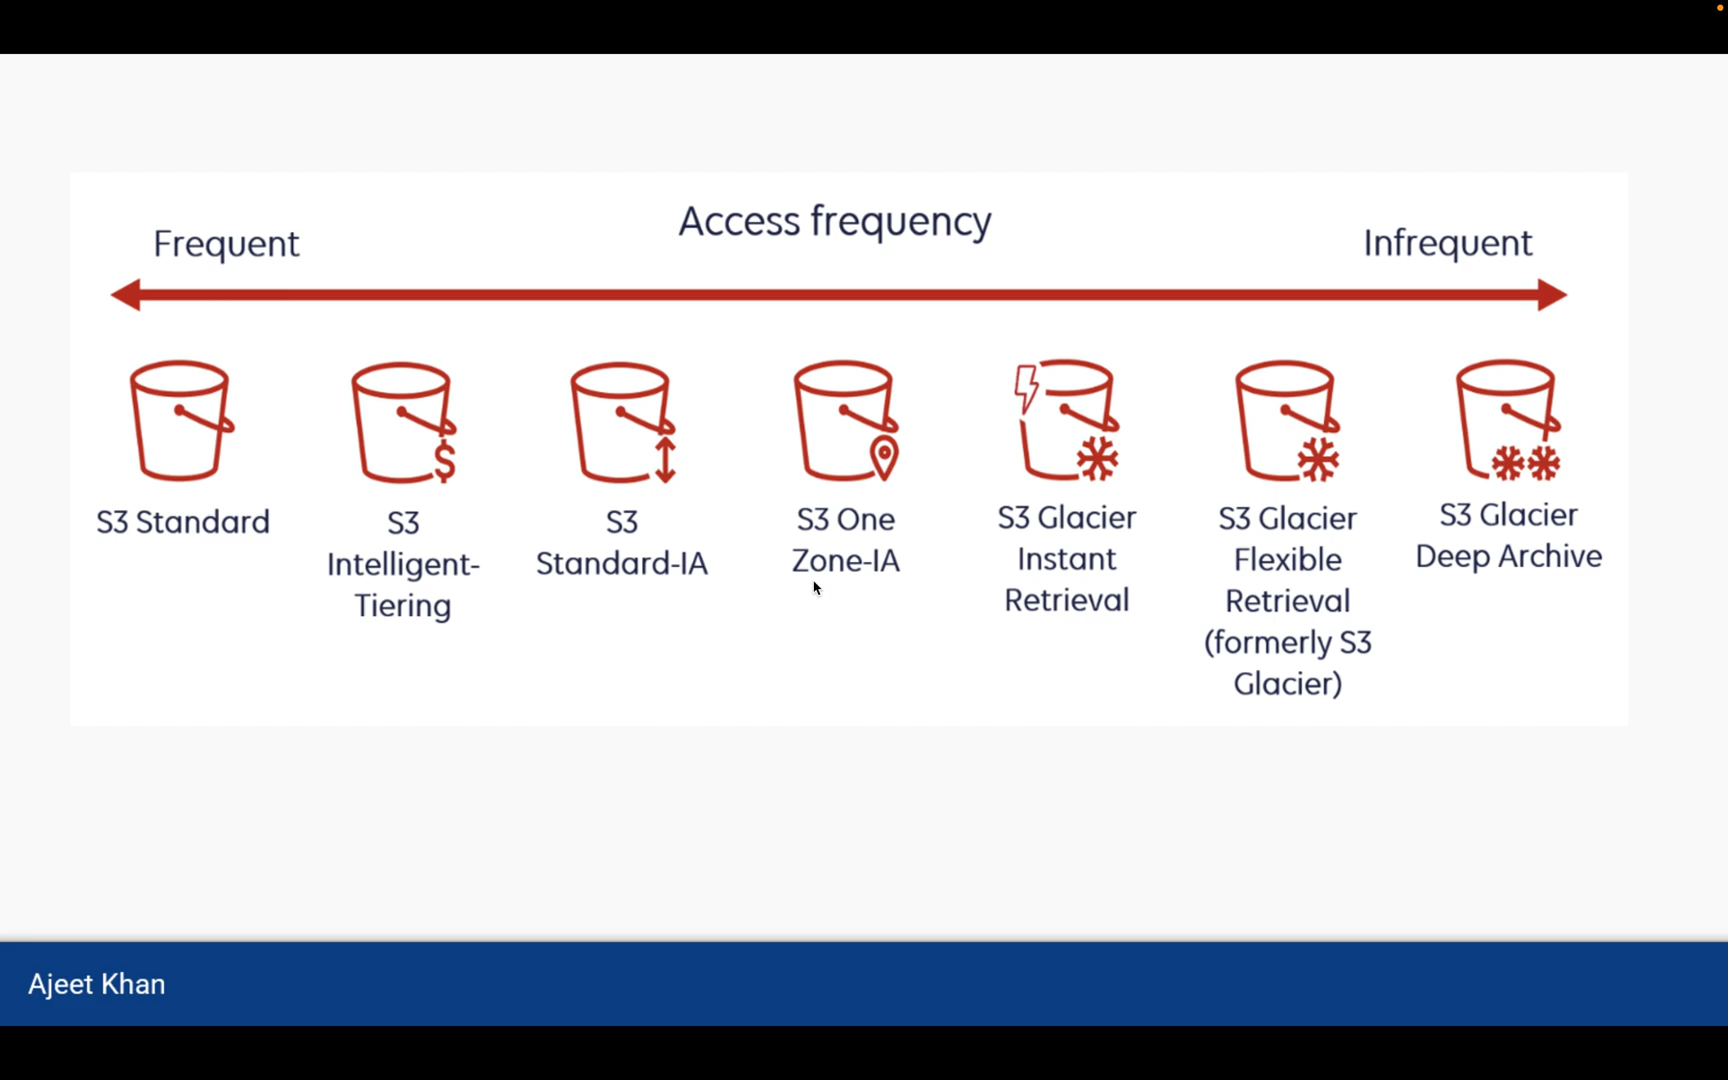 Access frequency
Frequent
Infrequent
S3 Standard
S3
Intelligent-
Tiering
S3
Standard-IA
S3 One
Zone-IA
S3 Glacier
Instant
Retrieval
S3 Glacier
Flexible
Retrieval
(formerly S3
Glacier)
S3 Glacier
Deep Archive
Ajeet Khan